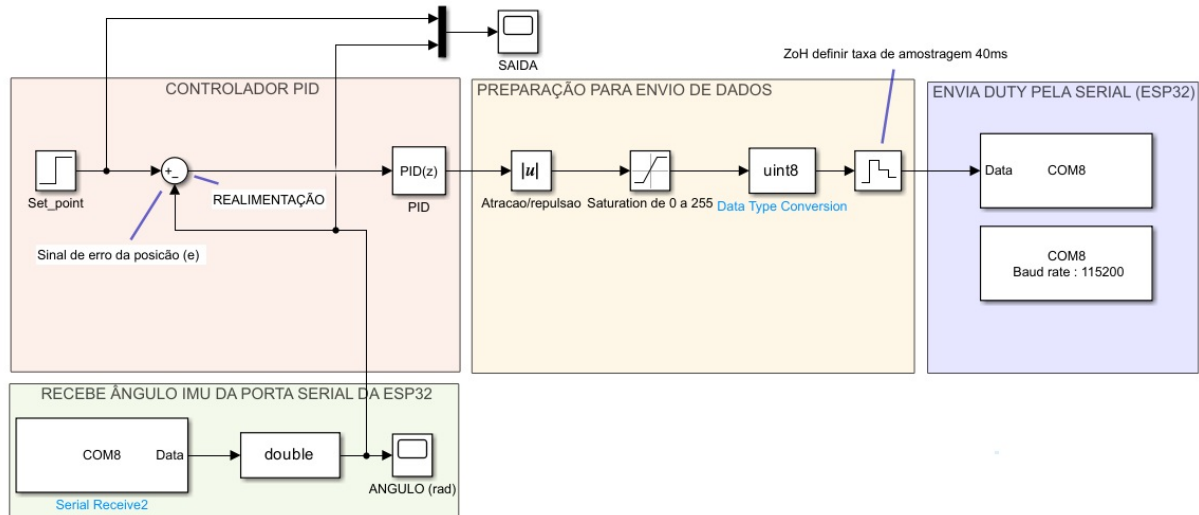 SAIDA
ZoH definir taxa de amostragem 40ms
CONTROLADOR PID
PREPARAÇÃO PARA ENVIO DE DADOS
ENVIA DUTY PELA SERIAL (ESP32)
Set_point
+
-
REALIMENTAÇÃO
Sinal de erro da posicão (e)
PID(z)
PID
|u|
Atracao/repulsao
Saturation de 0 a 255
uint8
Data Type Conversion
Data
COM8
COM8
Baud rate : 115200
RECEBE ÂNGULO IMU DA PORTA SERIAL DA ESP32
COM8
Data
Serial Receive2
double
ANGULO (rad)